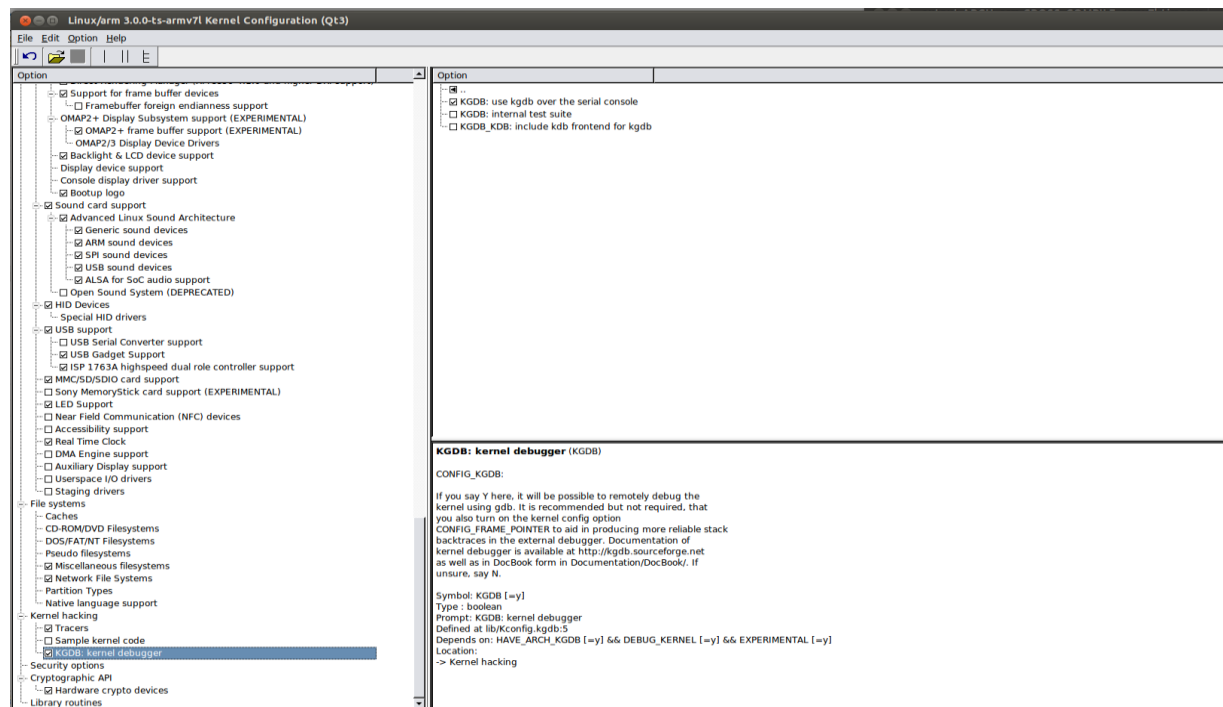 Linux/arm 3.0.0-ts-armv7l Kernel Configuration (Qt3)
File Edit Option Help
Option
Support for frame buffer devices
Framebuffer foreign endianness support
OMAP2+ Display Subsystem support (EXPERIMENTAL)
OMAP2+ frame buffer support (EXPERIMENTAL)
OMAP2/3 Display Device Drivers
Backlight & LCD device support
Display device support
Console display driver support
Bootup logo
Sound card support
Advanced Linux Sound Architecture
Generic sound devices
ARM sound devices
SPI sound devices
USB sound devices
ALSA for SoC audio support
Open Sound System (DEPRECATED)
HID Devices
Special HID drivers
USB support
USB Serial Converter support
USB Gadget Support
ISP 1763A highspeed dual role controller support
MMC/SD/SDIO card support
Sony MemoryStick card support (EXPERIMENTAL)
LED Support
Near Field Communication (NFC) devices
Accessibility support
Real Time Clock
DMA Engine support
Auxiliary Display support
Userspace I/O drivers
Staging drivers
File systems
Caches
CD-ROM/DVD Filesystems
DOS/FAT/NT Filesystems
Pseudo filesystems
Miscellaneous filesystems
Network File Systems
Partition Types
Native language support
Kernel hacking
Tracers
Sample kernel code
KGDB: kernel debugger
Security options
Cryptographic API
Hardware crypto devices
Library routines
Option
..
KGDB: use kgdb over the serial console
KGDB: internal test suite
KGDB_KDB: include kdb frontend for kgdb
KGDB: kernel debugger (KGDB)
CONFIG_KGDB:
If you say Y here, it will be possible to remotely debug the
kernel using gdb. It is recommended but not required, that
you also turn on the kernel config option
CONFIG_FRAME_POINTER to aid in producing more reliable stack
backtraces in the external debugger. Documentation of
kernel debugger is available at http://kgdb.sourceforge.net
as well as in DocBook form in Documentation/DocBook/. If
unsure, say N.
Symbol: KGDB [=y]
Type : boolean
Prompt: KGDB: kernel debugger
Defined at lib/Kconfig.kgdb:5
Depends on: HAVE_ARCH_KGDB [=y] && DEBUG_KERNEL [=y] && EXPERIMENTAL [=y]
Location:
-> Kernel hacking